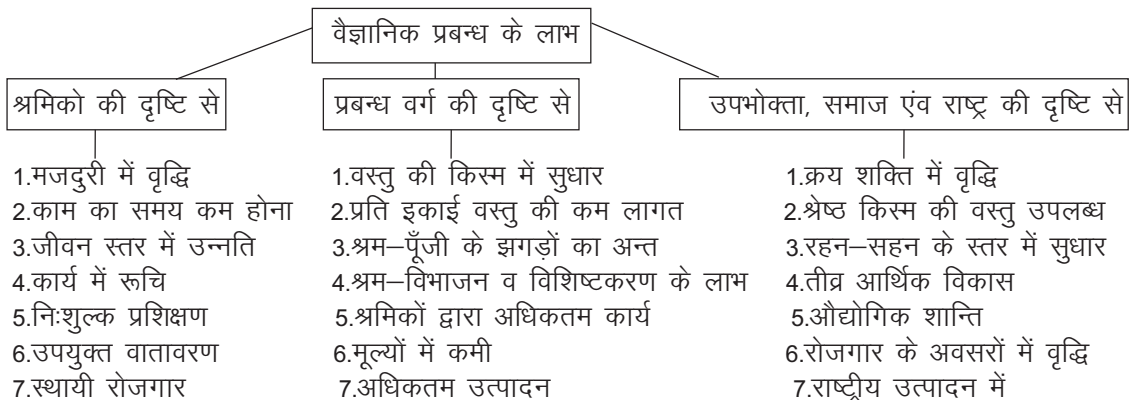 वैज्ञानिक प्रबन्ध के लाभ
श्रमिको की दृष्टि से
1.मजदुरी में वृद्धि
2.काम का समय कम होना
3.जीवन स्तर में उन्नति
4.कार्य में रूचि
5.निःशुल्क प्रशिक्षण
6.उपयुक्त वातावरण
7.स्थायी रोजगार
प्रबन्ध वर्ग की दृष्टि से
1.वस्तु की किस्म में सुधार
2.प्रति इकाई वस्तु की कम लागत
3.श्रम–पूँजी के झगड़ों का अन्त
4.श्रम–विभाजन व विशिष्टकरण के लाभ
5.श्रमिकों द्वारा अधिकतम कार्य
6.मूल्यों में कमी
7.अधिकतम उत्पादन
उपभोक्ता, समाज एंव राष्ट्र की दृष्टि से
1.क्रय शक्ति में वृद्धि
2.श्रेष्ठ किस्म की वस्तु उपलब्ध
3.रहन–सहन के स्तर में सुधार
4.तीव्र आर्थिक विकास
5.औद्योगिक शान्ति
6.रोजगार के अवसरों में वृद्धि
7.राष्ट्रीय उत्पादन में